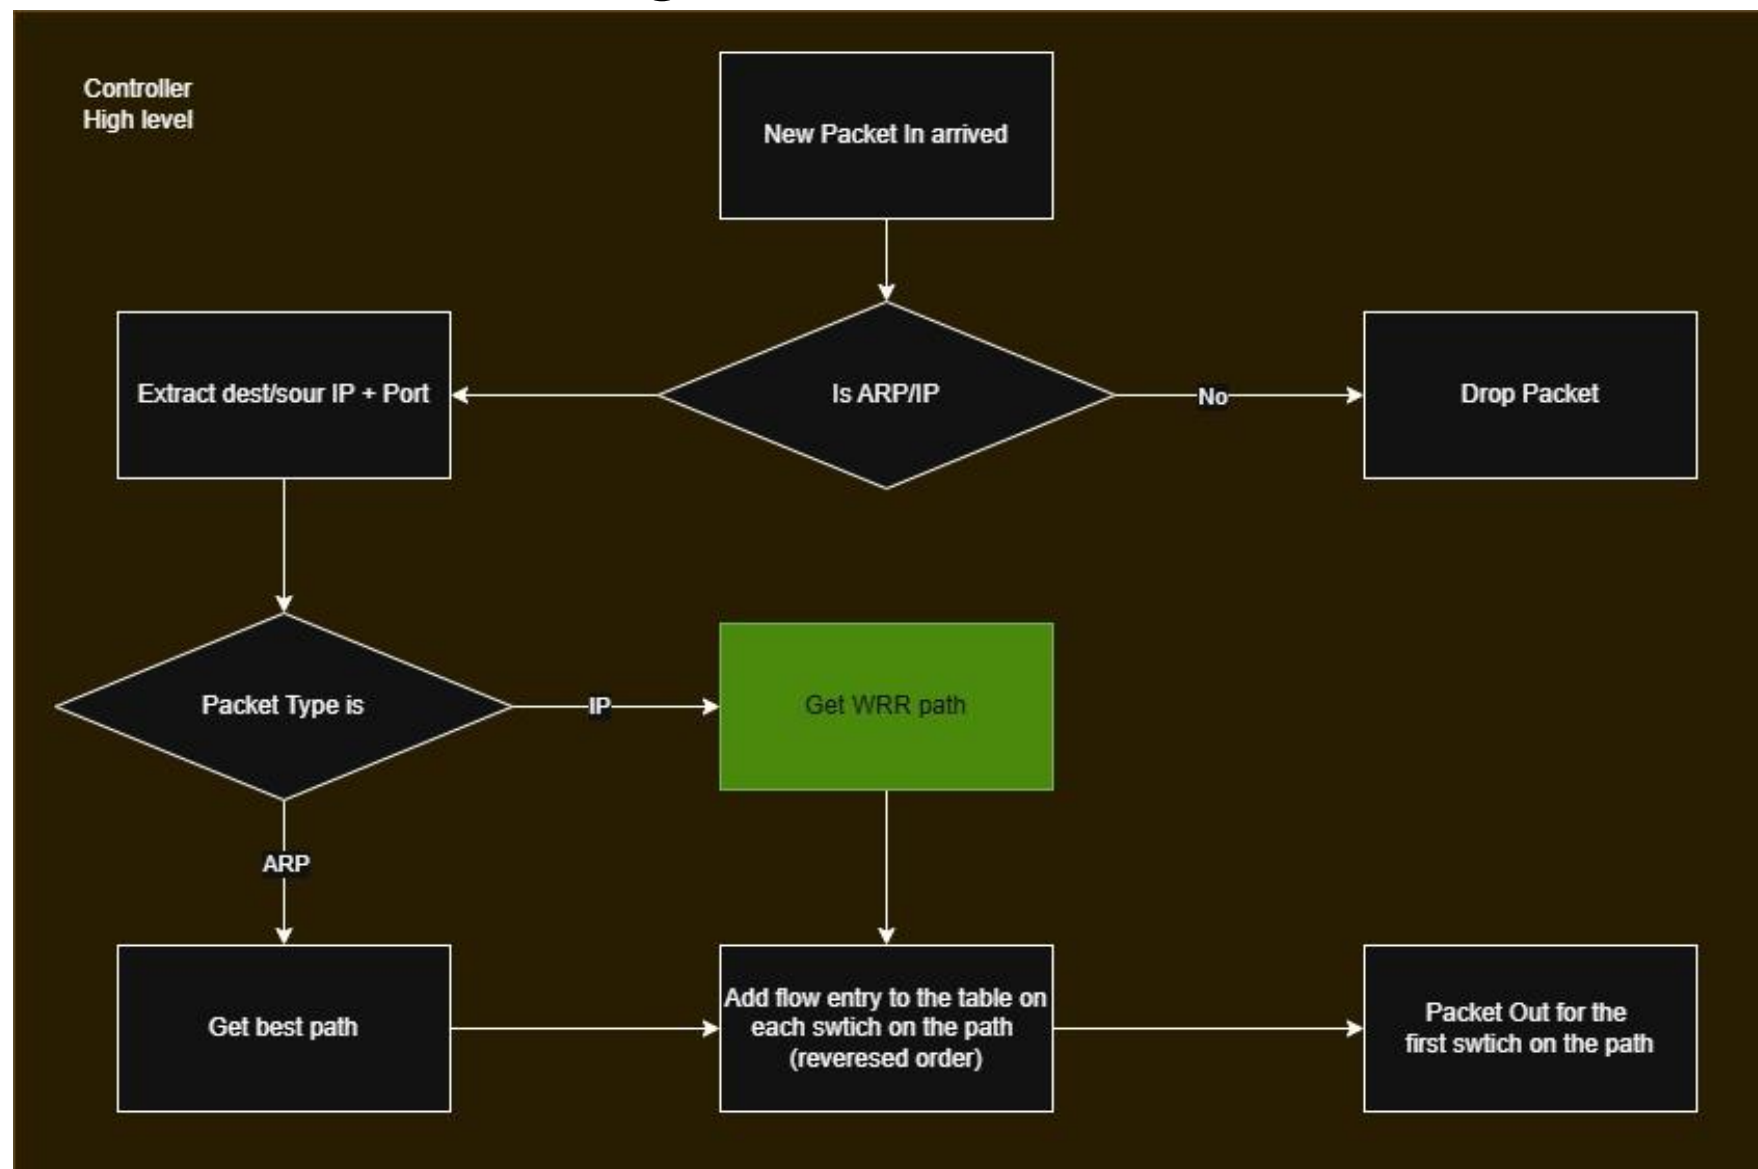 Controller
High level
New Packet In arrived
Extract dest/sour IP + Port
Is ARP/IP
No
Drop Packet
Packet Type is
IP
Get WRR path
ARP
Get best path
Add flow entry to the table on
each swtich on the path
(reveresed order)
Packet Out for the
first swtich on the path